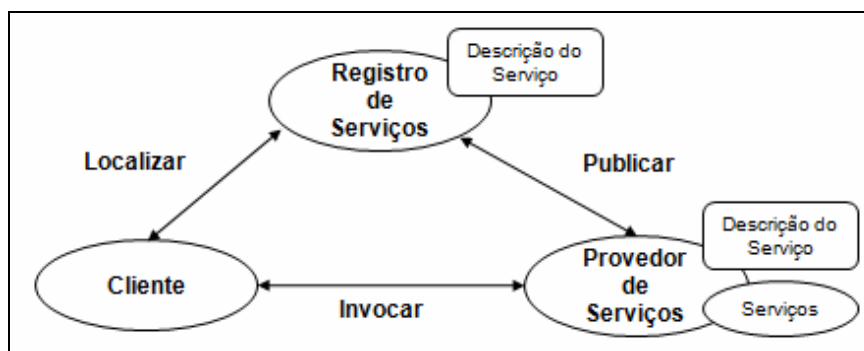 Descrição do
Serviço
Registro
de
Serviços
Localizar
Publicar
Descrição do
Serviço
Cliente
Provedor
de
Serviços
Invocar
Serviços